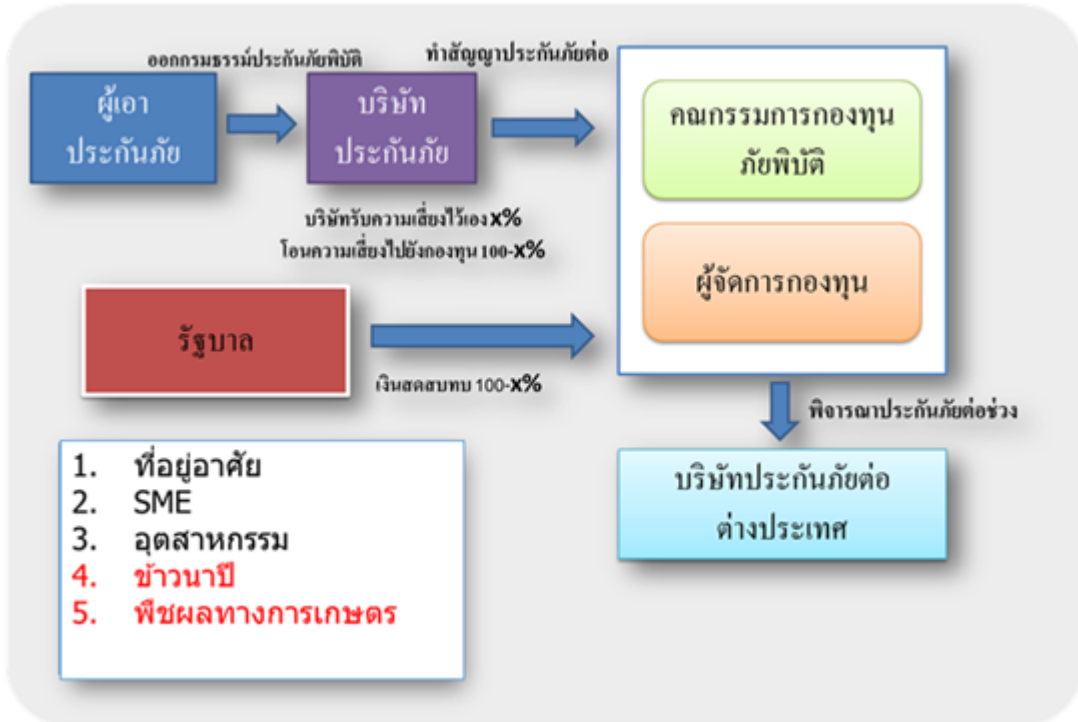 ออกกรมธรรม์ประกันภัยพิบัติ
ทำสัญญาประกันภัยต่อ
ผู้เอา
ประกันภัย
บริษัท
ประกันภัย
คณกรรมการกองทุน
ภัยพิบัติ
บริษัทรับความเสี่ยงไว้เอง x%
โอนความเสี่ยงไปยังกองทุน 100-x%
ผู้จัดการกองทุน
รัฐบาล
เงินสดสบทบ 100-x%
พิจารณาประกันภัยต่อช่วง
1. ที่อยู่อาศัย
2. SME
3. อุตสาหกรรม
4. ข้าวนาปี
5. พืชผลทางการเกษตร
บริษัทประกันภัยต่อ
ต่างประเทศ